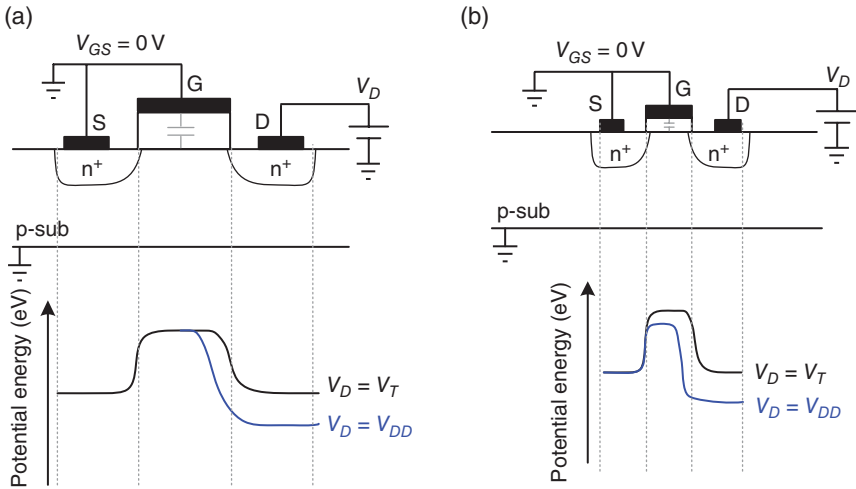 (a)
V_GS = 0 V
G
V_D
S
D
n+
n+
p-sub
Potential energy (eV)
V_D = V_T
V_D = V_DD
(b)
V_GS = 0 V
G
V_D
S
D
n+
n+
p-sub
Potential energy (eV)
V_D = V_T
V_D = V_DD